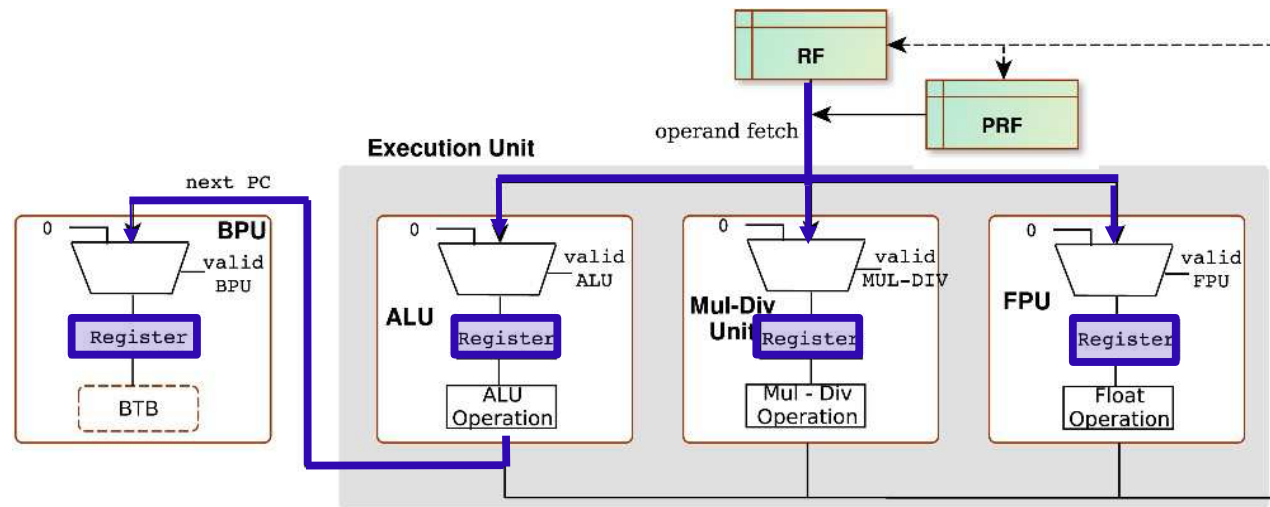 RF
PRF
operand fetch
Execution Unit
next PC
0
BPU
valid
BPU
Register
BTB
0
valid
ALU
ALU
Register
ALU
Operation
0
valid
MUL-DIV
Mul-Div
Unit
Register
Mul - Div
Operation
0
valid
FPU
FPU
Register
Float
Operation